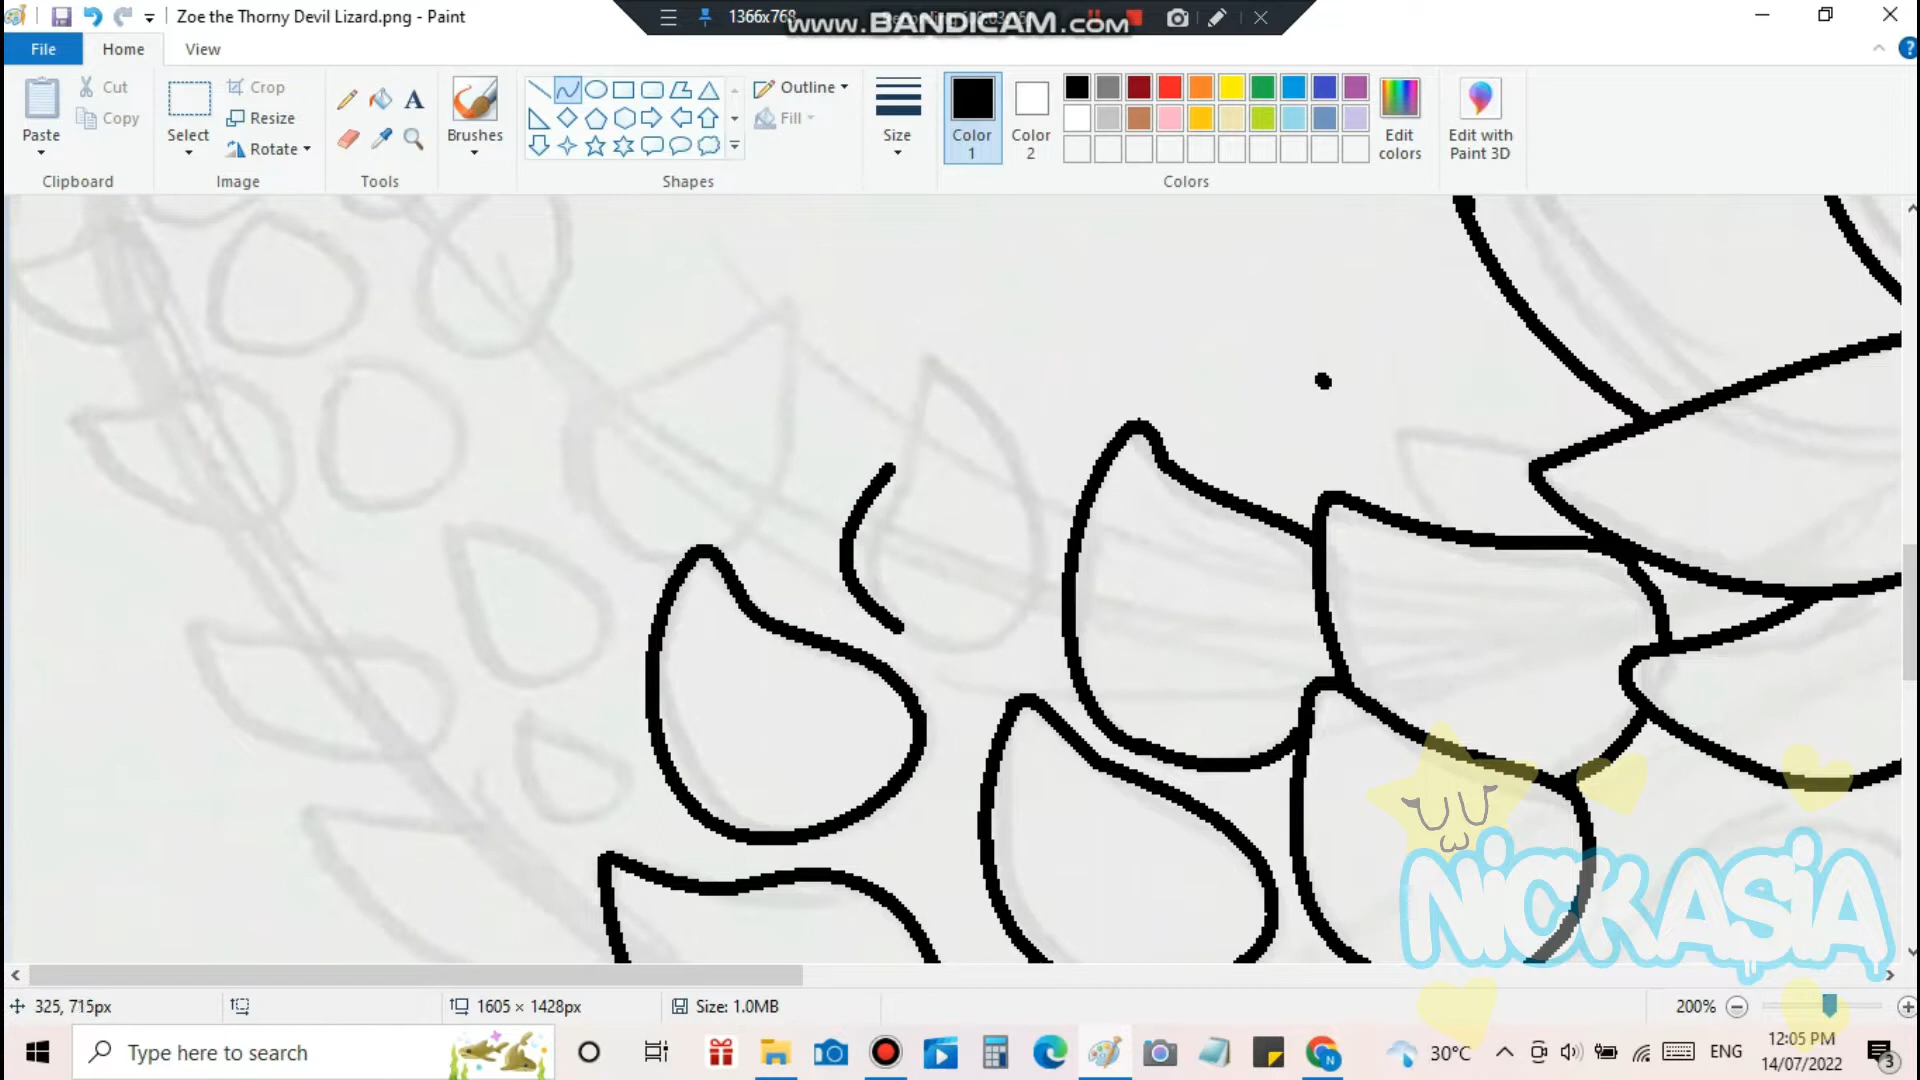 Zoe the Thorny Devil Lizard.png - Paint
1366x768
www.BANDICAM.com
File
Home
View
Paste
Cut
Copy
Clipboard
Select
Crop
Resize
Rotate
Image
A
Tools
Brushes
Shapes
Outline
Fill
Size
Color
1
Color
2
Colors
Edit
colors
Edit with
Paint 3D
NiCKASiA
325, 715px
1605 × 1428px
Size: 1.0MB
200%
Type here to search
N
30°C
ENG
12:05 PM
14/07/2022
3